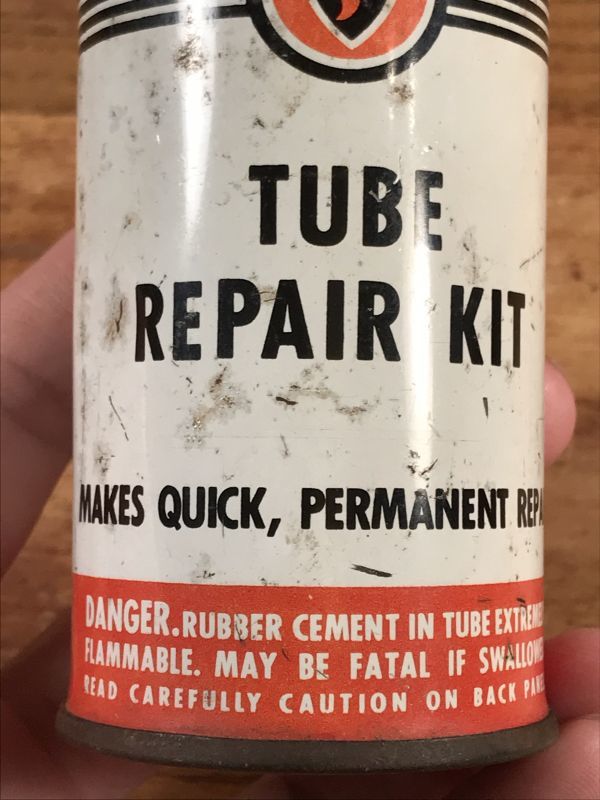 TUBE
REPAIR KIT
MAKES QUICK, PERMANENT
DANGER. RUBBER CEMENT IN TUBE
FLAMMABLE. MAY BE FATAL IF
READ CAREFULLY CAUTION ON BACK